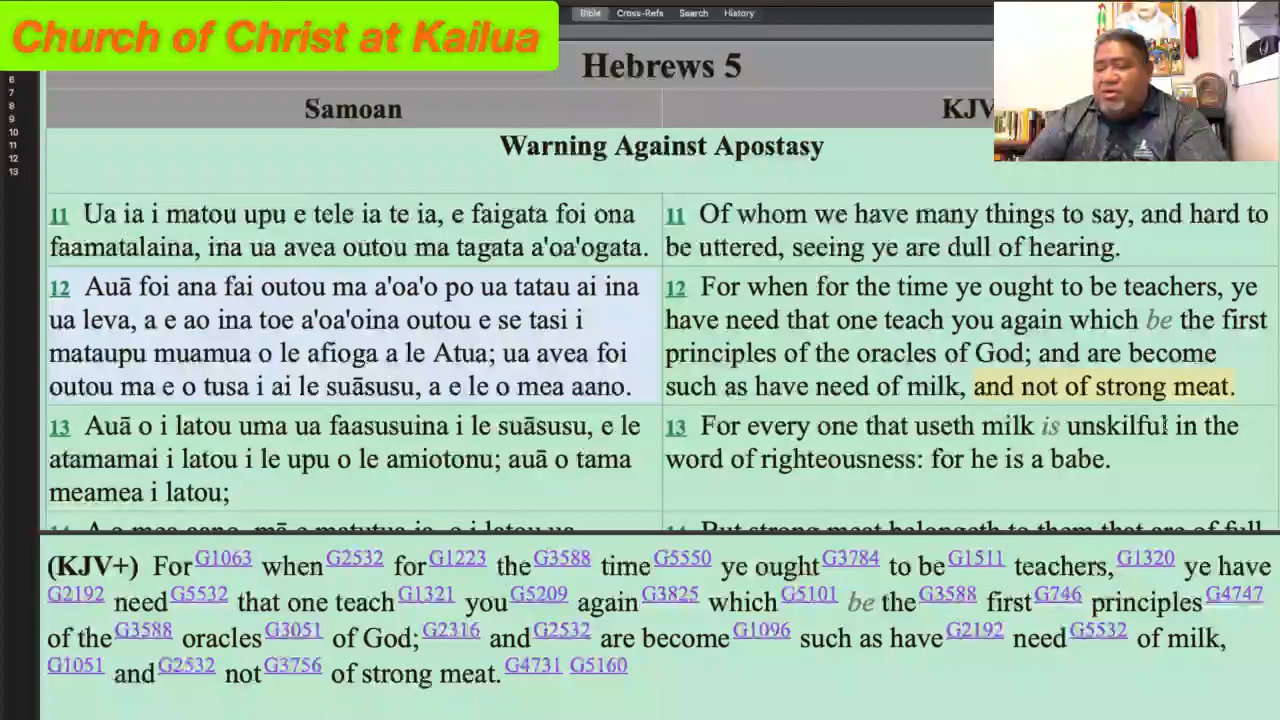 Church of Christ at Kailua
Bible Cross-Refs Search History
6
7
8
9
10
11
12
13
Hebrews 5
Samoan
KJV
Warning Against Apostasy
11 Ua ia i matou upu e tele ia te ia, e faigata foi ona
faamatalaina, ina ua avea outou ma tagata a'oa'ogata.
11 Of whom we have many things to say, and hard to
be uttered, seeing ye are dull of hearing.
12 Auā foi ana fai outou ma a'oa'o po ua tatau ai ina
ua leva, a e ao ina toe a'oa'oina outou e se tasi i
mataupu muamua o le afioga a le Atua; ua avea foi
outou ma e o tusa i ai le suāsusu, a e le o mea aano.
12 For when for the time ye ought to be teachers, ye
have need that one teach you again which be the first
principles of the oracles of God; and are become
such as have need of milk, and not of strong meat.
13 Auā o i latou uma ua faasusuina i le suāsusu, e le
atamamai i latou i le upu o le amiotonu; auā o tama
meamea i latou;
13 For every one that useth milk is unskilful in the
word of righteousness: for he is a babe.
(KJV+) For G1063 when G2532 for G1223 the G3588 time G5550 ye ought G3784 to be G1511 teachers, G1320 ye have
G2192 need G5532 that one teach G1321 you G5209 again G3825 which G5101 be the G3588 first G746 principles G4747
of the G3588 oracles G3051 of God; G2316 and G2532 are become G1096 such as have G2192 need G5532 of milk,
G1051 and G2532 not G3756 of strong meat. G4731 G5160